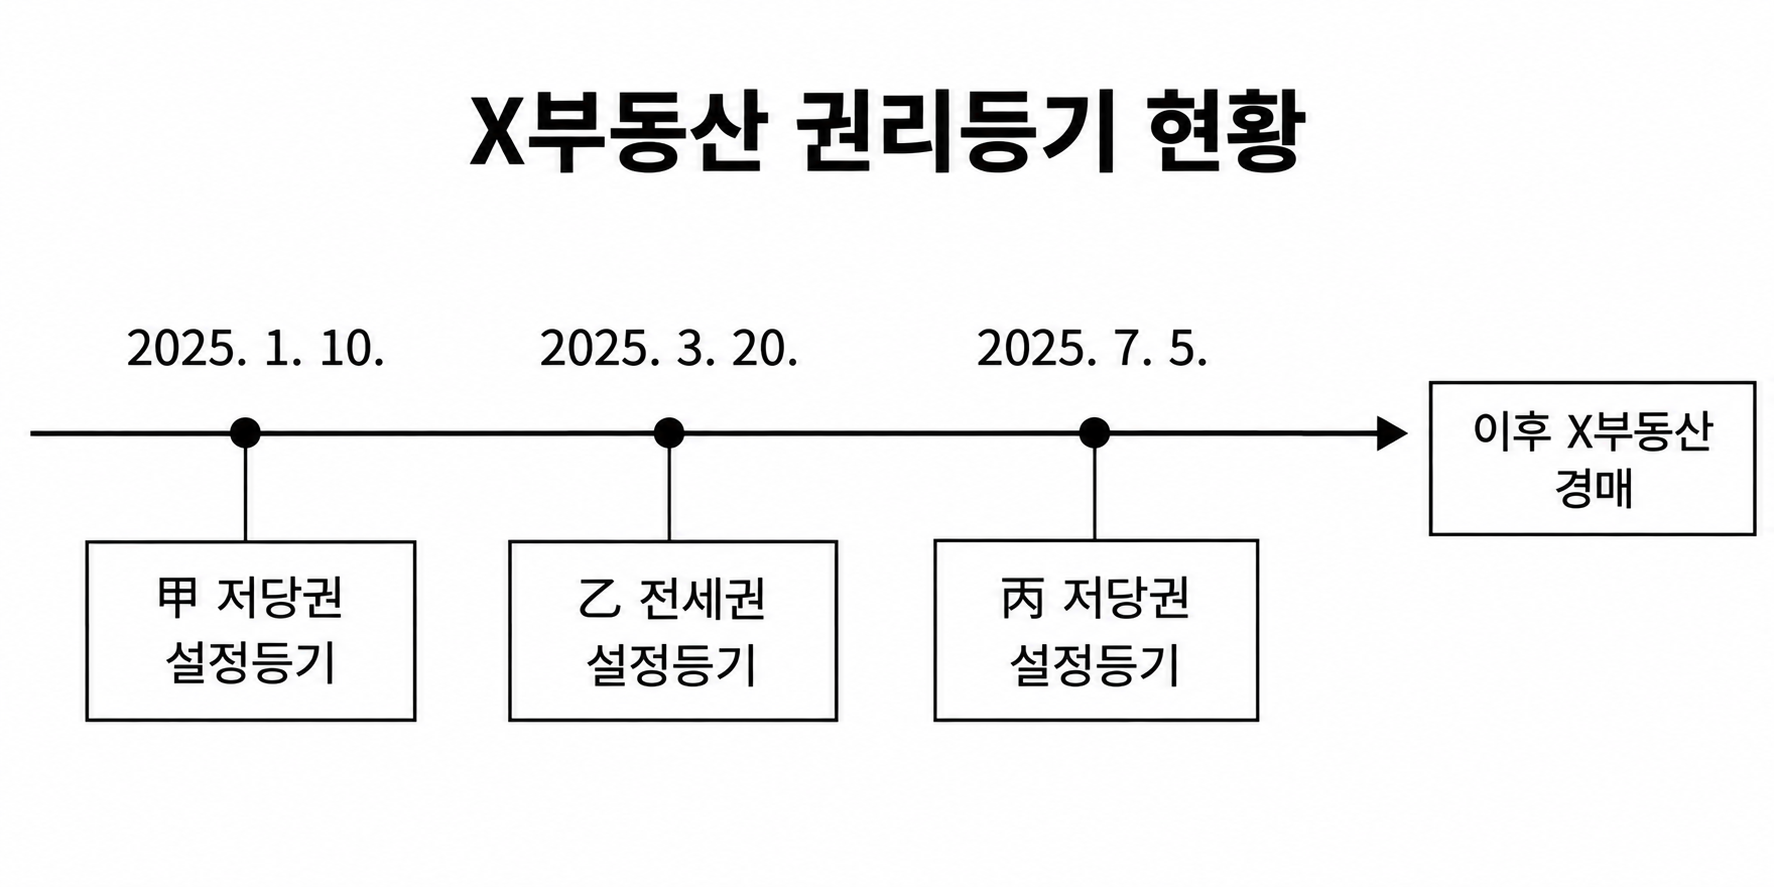 X부동산 권리등기 현황
2025. 1. 10.
2025. 3. 20.
2025. 7. 5.
이후 X부동산
경매
甲 저당권
설정등기
乙 전세권
설정등기
丙 저당권
설정등기